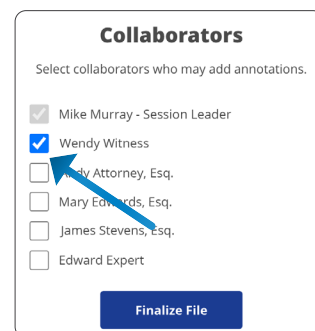 Collaborators
Select collaborators who may add annotations.
Mike Murray - Session Leader
Wendy Witness
Attorney, Esq.
Mary Edwards, Esq.
James Stevens, Esq.
Edward Expert
Finalize File